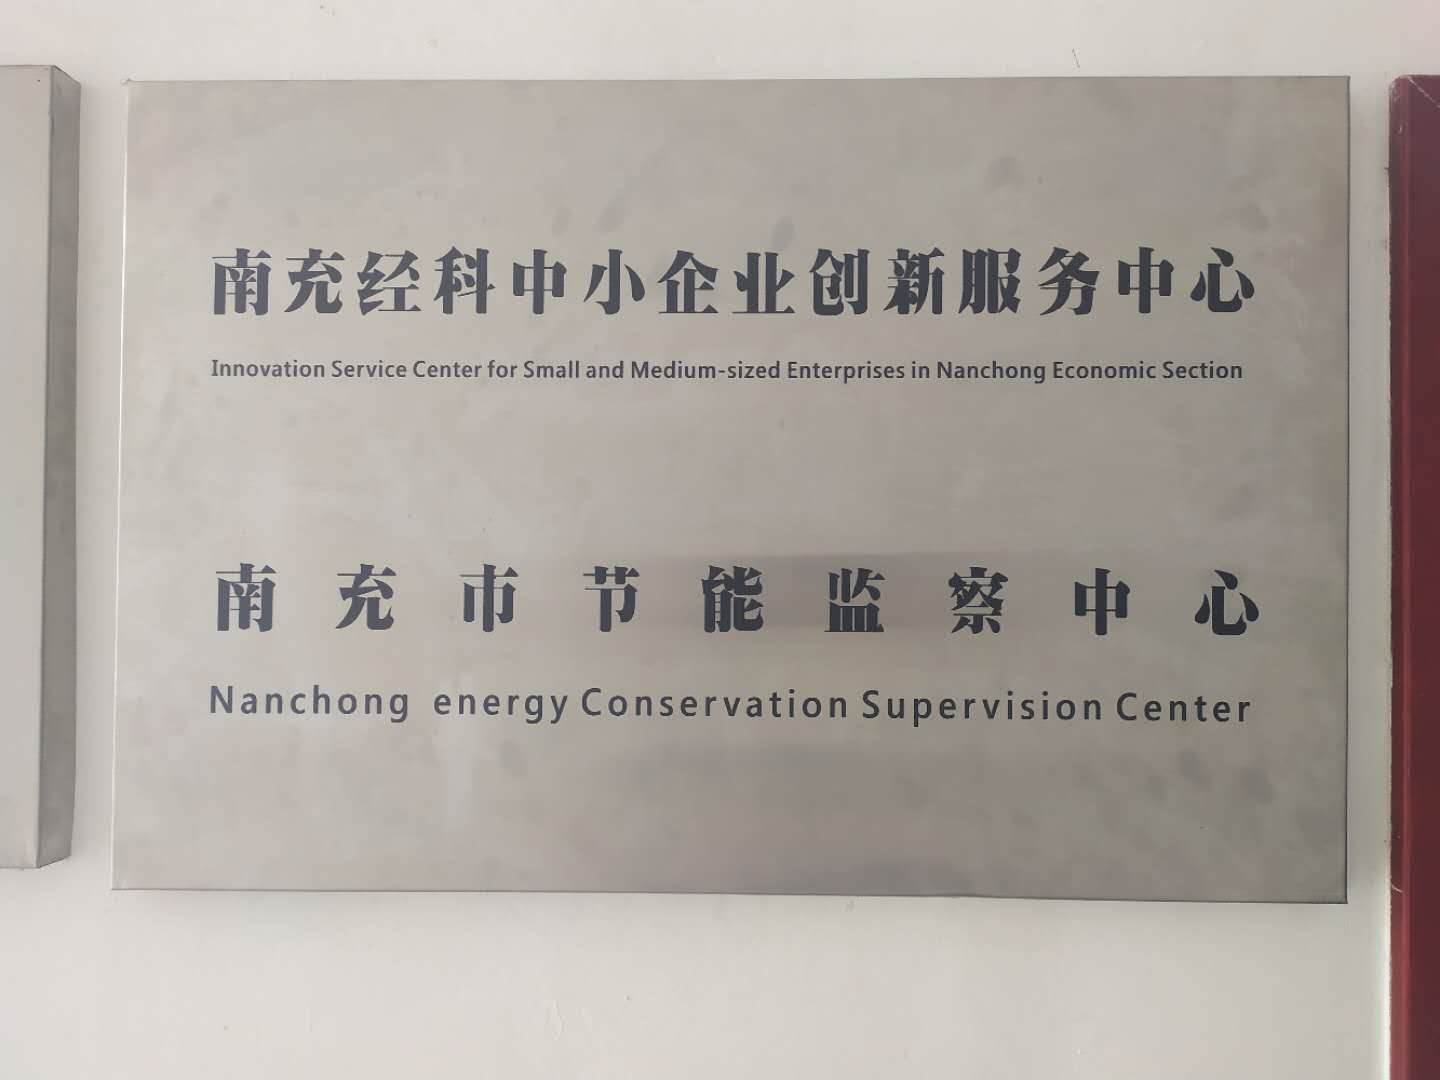 南充经科中小企业创新服务中心
Innovation Service Center for Small and Medium-sized Enterprises in Nanchong Economic Section
南充市节能监察中心
Nanchong energy Conservation Supervision Center